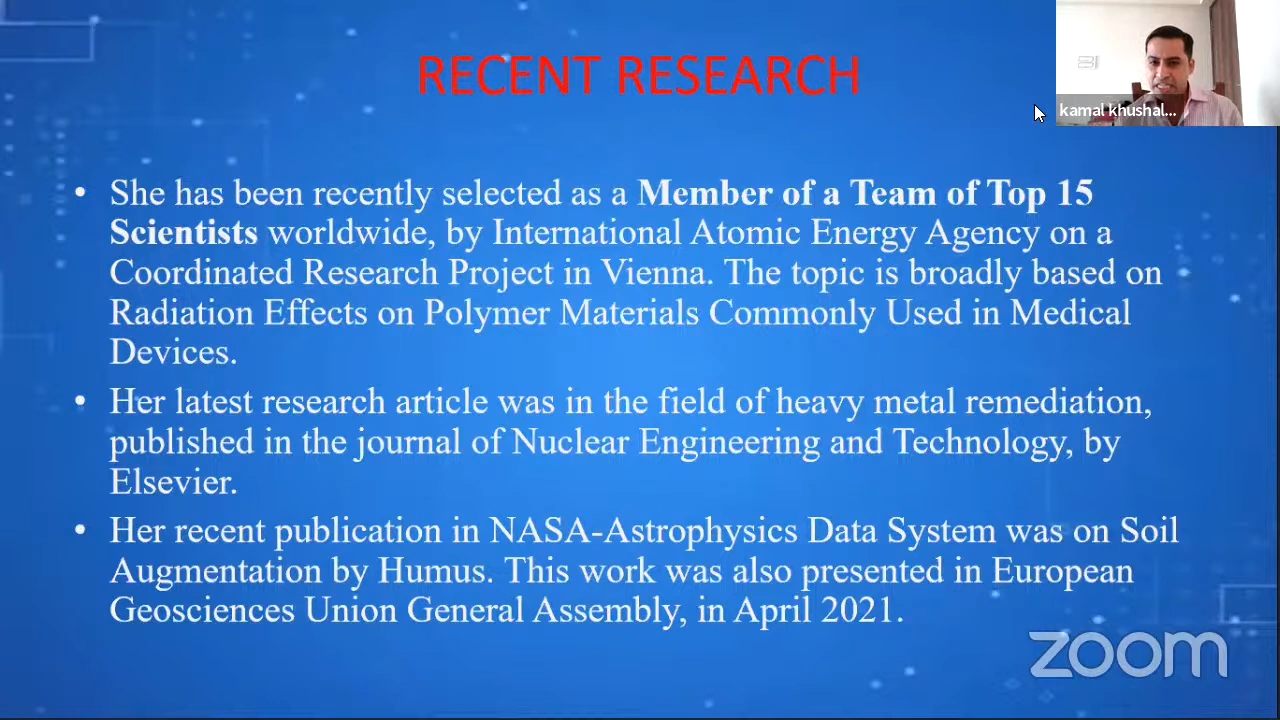 RECENT RESEARCH
kamal khushal...
• She has been recently selected as a Member of a Team of Top 15
Scientists worldwide, by International Atomic Energy Agency on a
Coordinated Research Project in Vienna. The topic is broadly based on
Radiation Effects on Polymer Materials Commonly Used in Medical
Devices.
• Her latest research article was in the field of heavy metal remediation,
published in the journal of Nuclear Engineering and Technology, by
Elsevier.
• Her recent publication in NASA-Astrophysics Data System was on Soil
Augmentation by Humus. This work was also presented in European
Geosciences Union General Assembly, in April 2021.
zoom